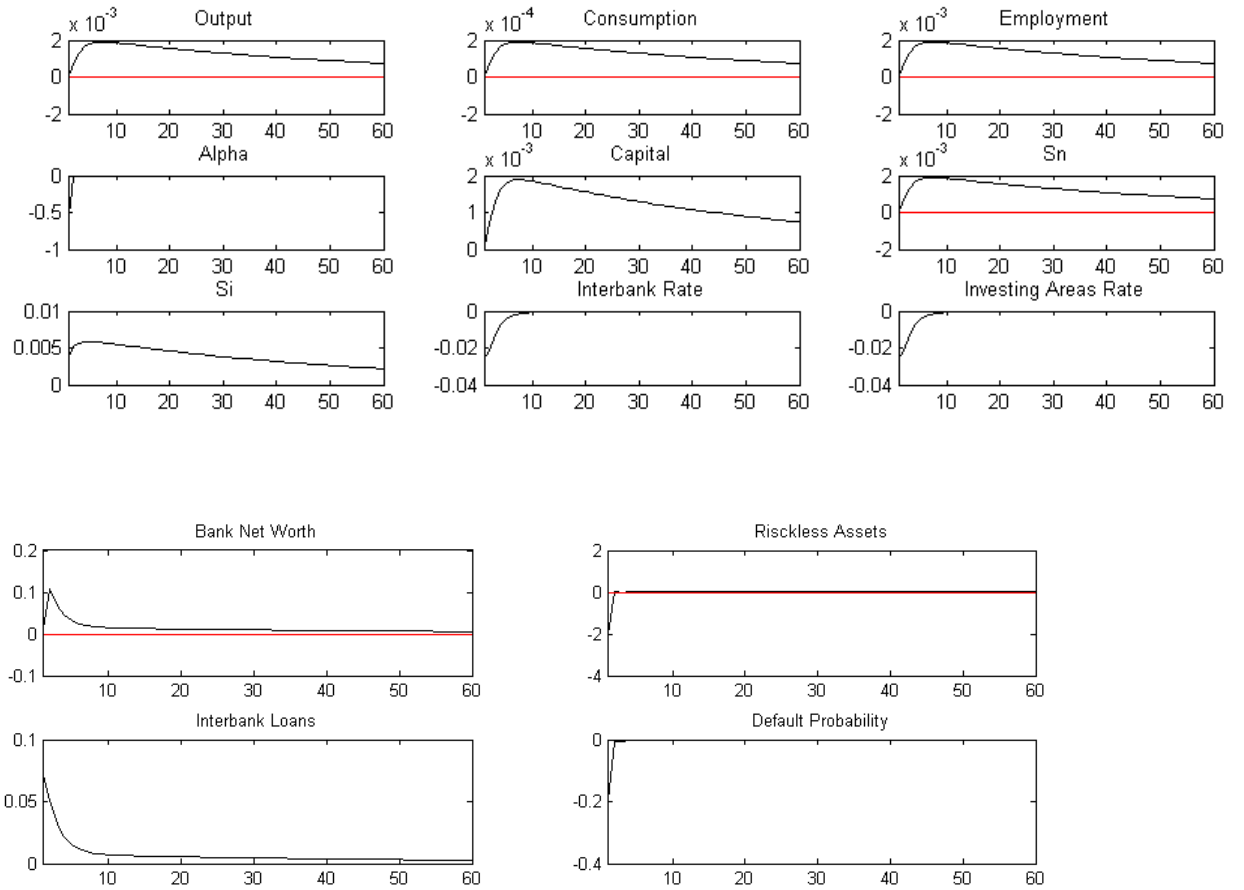 Output Consumption Employment
x 10^-3 x 10^-4 x 10^-3
2 2 2
0 0 0
-2 -2 -2
10 20 30 40 50 60 10 20 30 40 50 60 10 20 30 40 50 60
Alpha Capital Sn
x 10^-3 x 10^-3
0 2 2
-0.5 1 0
-1 0 -2
10 20 30 40 50 60 10 20 30 40 50 60 10 20 30 40 50 60
Si Interbank Rate Investing Areas Rate
0.01 0 0
0.005 -0.02 -0.02
0 -0.04 -0.04
10 20 30 40 50 60 10 20 30 40 50 60 10 20 30 40 50 60
Bank Net Worth Risckless Assets
0.2 2
0.1 0
0 -2
-0.1 -4
10 20 30 40 50 60 10 20 30 40 50 60
Interbank Loans Default Probability
0.1 0
0.05 -0.2
0 -0.4
10 20 30 40 50 60 10 20 30 40 50 60